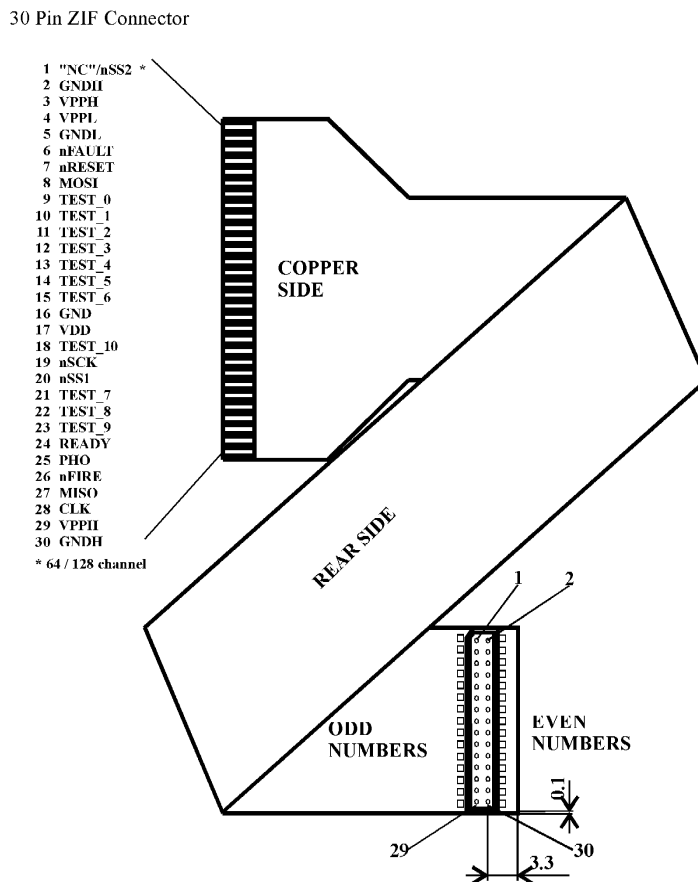 30 Pin ZIF Connector
1 "NC"/nSS2 *
2 GNDH
3 VPPH
4 VPPL
5 GNDL
6 nFAULT
7 nRESET
8 MOSI
9 TEST_0
10 TEST_1
11 TEST_2
12 TEST_3
13 TEST_4
14 TEST_5
15 TEST_6
16 GND
17 VDD
18 TEST_10
19 nSCK
20 nSS1
21 TEST_7
22 TEST_8
23 TEST_9
24 READY
25 PHO
26 nFIRE
27 MISO
28 CLK
29 VPPH
30 GNDH
* 64 / 128 channel
COPPER
SIDE
REAR SIDE
1 2
ODD
NUMBERS
EVEN
NUMBERS
0.1
29 30
3.3